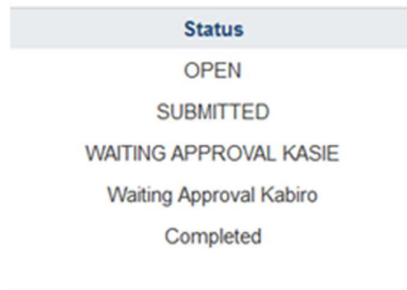 Status
OPEN
SUBMITTED
WAITING APPROVAL KASIE
Waiting Approval Kabiro
Completed